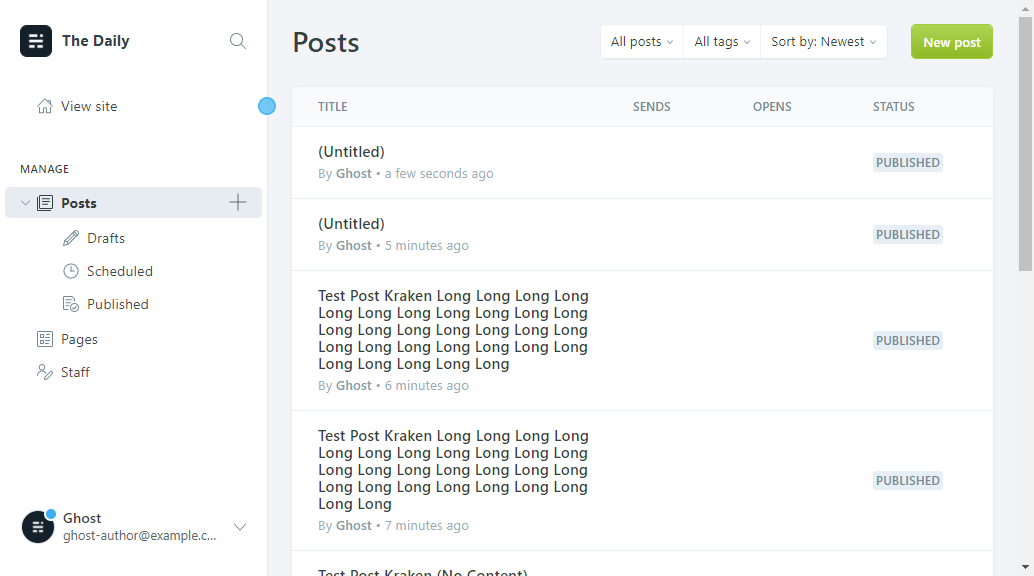 The Daily
View site
MANAGE
Posts
Drafts
Scheduled
Published
Pages
Staff
Ghost
ghost-author@example.c...
Posts
All posts
All tags
Sort by: Newest
New post
TITLE SENDS OPENS STATUS
(Untitled)
By Ghost • a few seconds ago
PUBLISHED
(Untitled)
By Ghost • 5 minutes ago
PUBLISHED
Test Post Kraken Long Long Long Long
Long Long Long Long Long Long Long
Long Long Long Long Long Long Long
Long Long Long Long Long Long Long
Long Long Long Long Long
By Ghost • 6 minutes ago
PUBLISHED
Test Post Kraken Long Long Long Long
Long Long Long Long Long Long Long
Long Long Long Long Long Long Long
Long Long Long Long Long Long Long
Long Long
By Ghost • 7 minutes ago
PUBLISHED
Test Post Kraken (No Content)